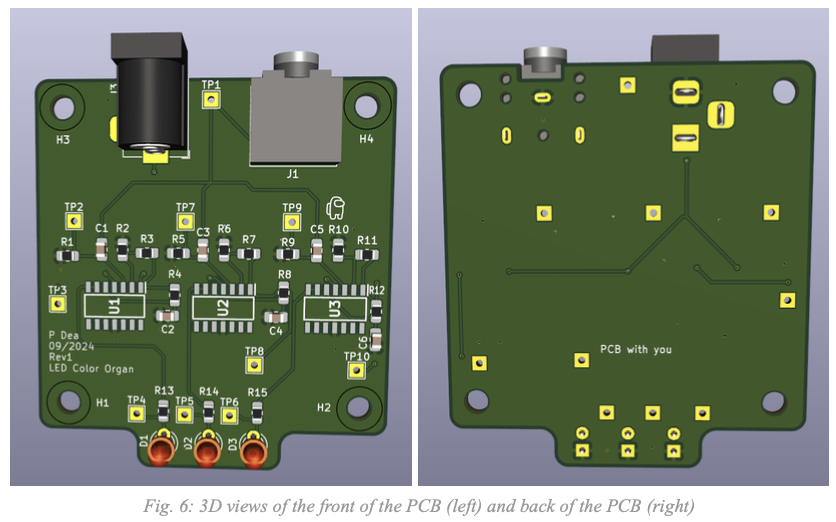 TP1
H3
H4
J1
TP2
TP7
TP9
C1 R2
C3 R6
C5 R10
R1
R3
R5
R7
R9
R11
R4
R8
R12
TP3
U1
U2
U3
C2
C4
C6
P Dea
09/2024
Rev1
LED Color Organ
TP8
TP10
H1
R13
R14
R15
H2
TP4
TP5
TP6
D1
D2
D3
PCB with you
Fig. 6: 3D views of the front of the PCB (left) and back of the PCB (right)